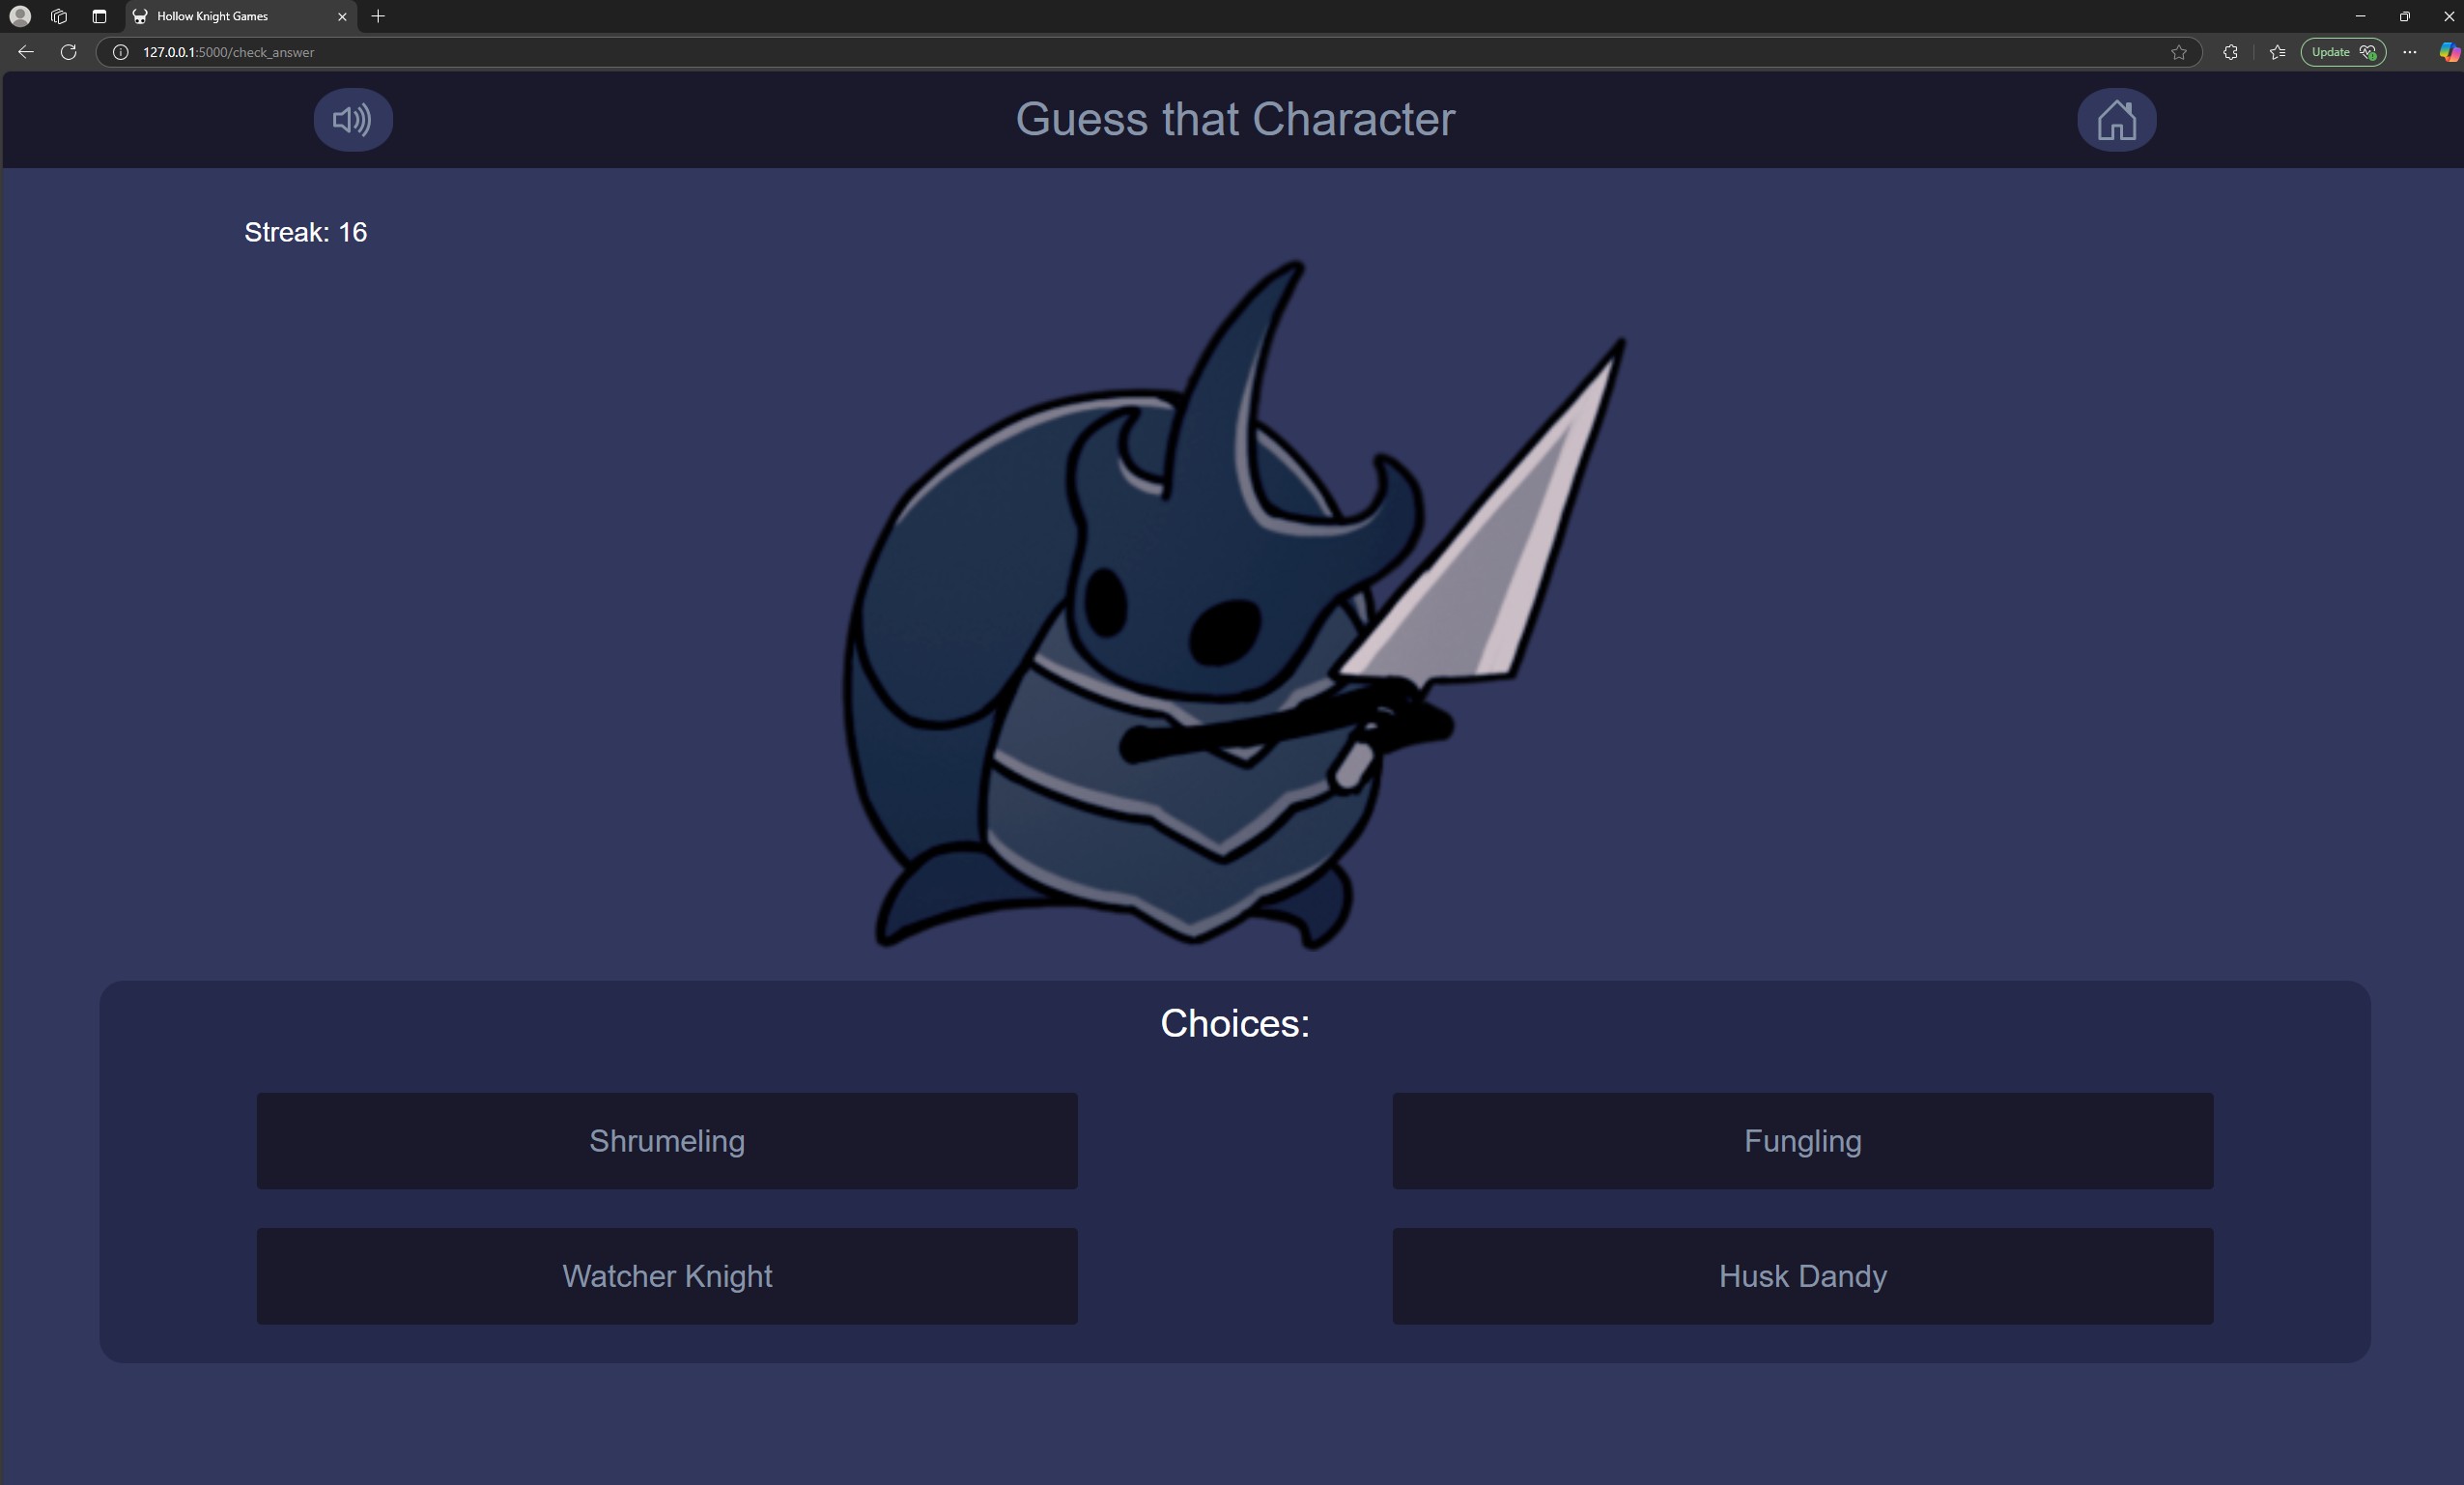 Hollow Knight Games
127.0.0.1:5000/check_answer
Update
Guess that Character
Streak: 16
Choices:
Shrumeling
Fungling
Watcher Knight
Husk Dandy